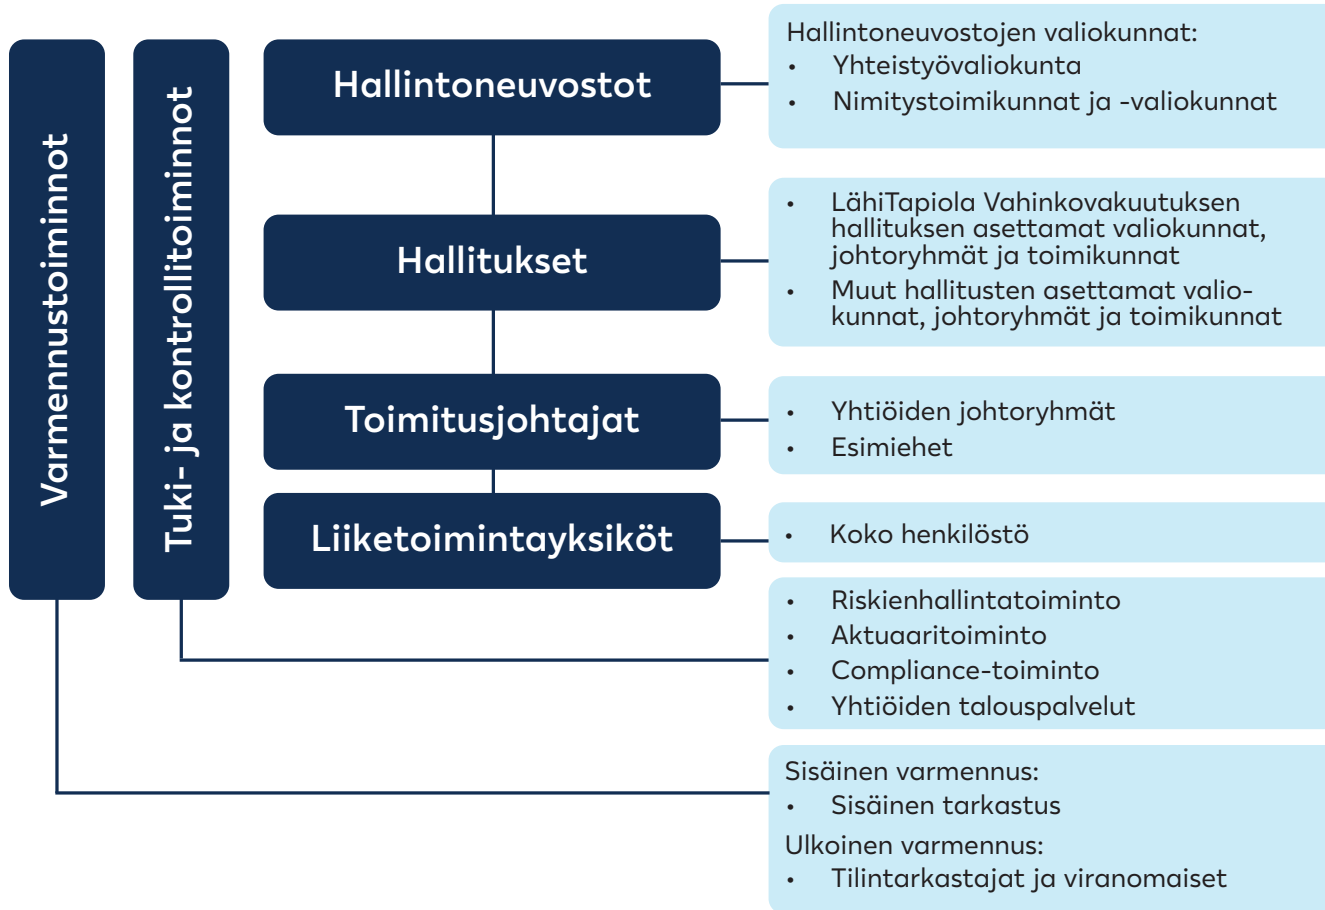 Varmennustoiminnot
Tuki- ja kontrollitoiminnot
Hallintoneuvostot
Hallintoneuvostojen valiokunnat:
• Yhteistyövaliokunta
• Nimitystoimikunnat ja -valiokunnat
Hallitukset
• LähiTapiola Vahinkovakuutuksen
hallituksen asettamat valiokunnat,
johtoryhmät ja toimikunnat
• Muut hallitusten asettamat valio-
kunnat, johtoryhmät ja toimikunnat
Toimitusjohtajat
• Yhtiöiden johtoryhmät
• Esimiehet
Liiketoimintayksiköt
• Koko henkilöstö
• Riskienhallintatoiminto
• Aktuaaritoiminto
• Compliance-toiminto
• Yhtiöiden talouspalvelut
Sisäinen varmennus:
• Sisäinen tarkastus
Ulkoinen varmennus:
• Tilintarkastajat ja viranomaiset